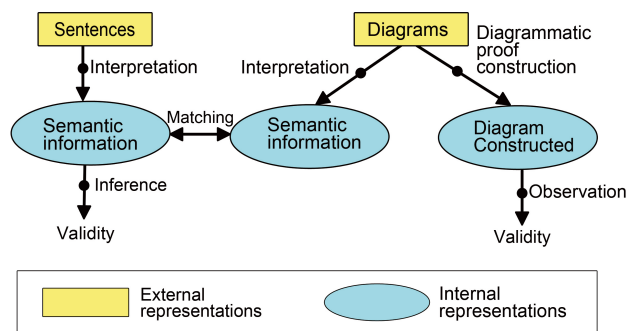 Sentences
Diagrams
Interpretation
Interpretation
Diagrammatic
proof
construction
Semantic
information
Matching
Semantic
information
Diagram
Constructed
Inference
Observation
Validity
Validity
External
representations
Internal
representations